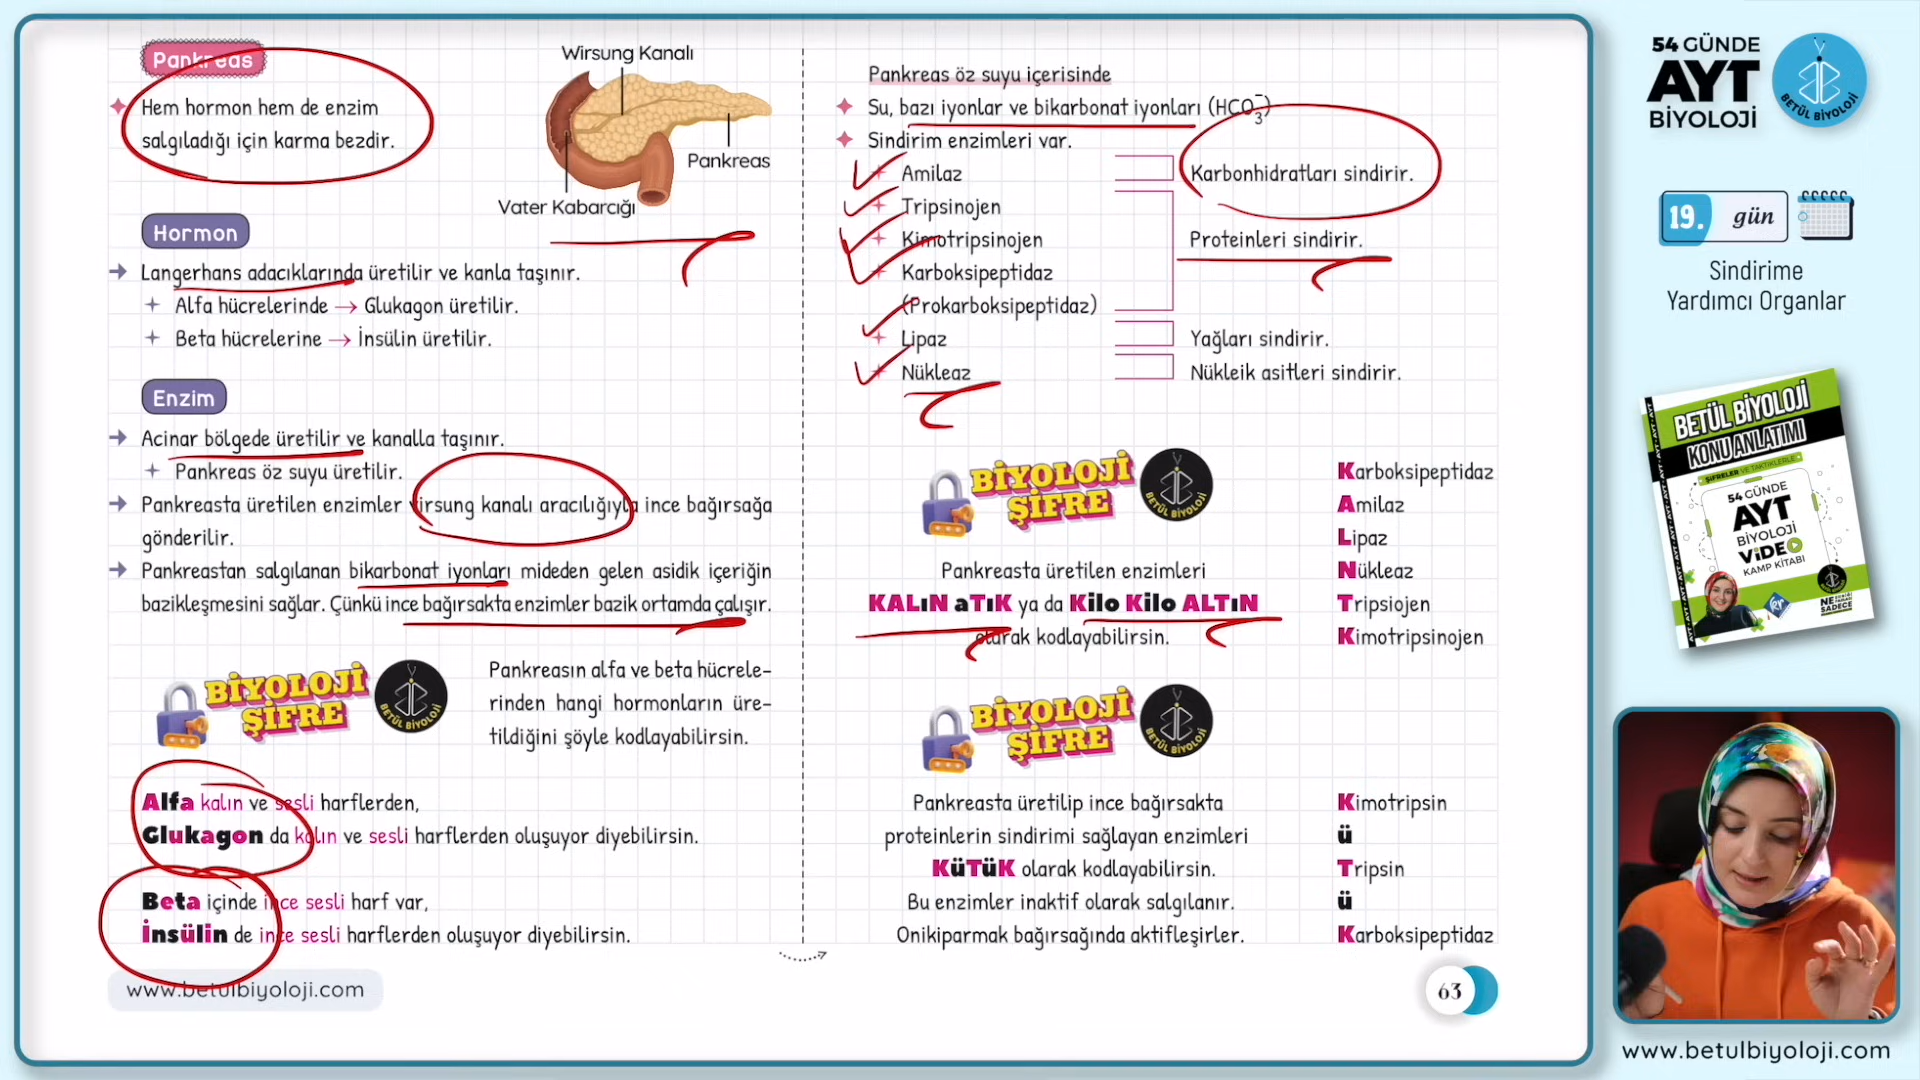 Pankreas
Hem hormon hem de enzim
salgıladığı için karma bezdir.
Wirsung Kanalı
Pankreas
Vater Kabarcığı
Hormon
Langerhans adacıklarında üretilir ve kanla taşınır.
Alfa hücrelerinde → Glukagon üretilir.
Beta hücrelerine → İnsülin üretilir.
Enzim
Acinar bölgede üretilir ve kanalla taşınır.
Pankreas öz suyu üretilir.
Pankreasta üretilen enzimler virsung kanalı aracılığıyla ince bağırsağa
gönderilir.
Pankreastan salgılanan bikarbonat iyonları mideden gelen asidik içeriğin
bazikleşmesini sağlar. Çünkü ince bağırsakta enzimler bazik ortamda çalışır.
BİYOLOJİ
ŞİFRE
BETÜL BİYOLOJİ
Pankreasın alfa ve beta hücrele-
rinden hangi hormonların üre-
tildiğini şöyle kodlayabilirsin.
Alfa kalın ve sesli harflerden,
Glukagon da kalın ve sesli harflerden oluşuyor diyebilirsin.
Beta içinde ince sesli harf var,
İnsülin de ince sesli harflerden oluşuyor diyebilirsin.
www.betulbiyoloji.com
Pankreas öz suyu içerisinde
Su, bazı iyonlar ve bikarbonat iyonları (HCO₃⁻)
Sindirim enzimleri var.
Amilaz
Karbonhidratları sindirir.
Tripsinojen
Kimotripsinojen
Proteinleri sindirir.
Karboksipeptidaz
(Prokarboksipeptidaz)
Lipaz
Yağları sindirir.
Nükleaz
Nükleik asitleri sindirir.
BİYOLOJİ
ŞİFRE
BETÜL BİYOLOJİ
Pankreasta üretilen enzimleri
KALıN aTıK ya da Kilo Kilo ALTıN
olarak kodlayabilirsin.
Karboksipeptidaz
Amilaz
Lipaz
Nükleaz
Tripsiojen
Kimotripsinojen
BİYOLOJİ
ŞİFRE
BETÜL BİYOLOJİ
Pankreasta üretilip ince bağırsakta
proteinlerin sindirimi sağlayan enzimleri
KüTüK olarak kodlayabilirsin.
Bu enzimler inaktif olarak salgılanır.
Onikiparmak bağırsağında aktifleşirler.
Kimotripsin
ü
Tripsin
ü
Karboksipeptidaz
63
54 GÜNDE
AYT
BİYOLOJİ
BETÜL BİYOLOJİ
19. gün
Sindirime
Yardımcı Organlar
BETÜL BİYOLOJİ
KONU ANLATIMI
ŞİFRELER VE TAKTİKLERLE
54 GÜNDE
AYT
BİYOLOJİ
VİDEO
KAMP KİTABI
www.betulbiyoloji.com